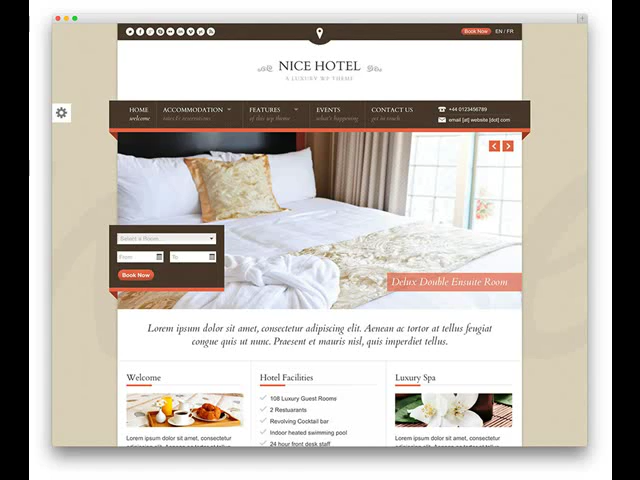 Book Now EN / FR
NICE HOTEL
A LUXURY WP THEME
HOME ACCOMMODATION FEATURES EVENTS CONTACT US
welcome rates & reservations of this wp theme what's happening get in touch
+44 0123456789
email [at] website [dot] com
Select a Room...
From To
Book Now
Delux Double Ensuite Room
Lorem ipsum dolor sit amet, consectetur adipiscing elit. Aenean ac tortor at tellus feugiat
congue quis ut nunc. Praesent et mauris nisl, quis imperdiet tellus.
Welcome
Lorem ipsum dolor sit amet,
Hotel Facilities
108 Luxury Guest Rooms
2 Restuarants
Revolving Cocktail bar
Indoor heated swimming pool
24 hour front desk staff
Luxury Spa
Lorem ipsum dolor sit amet,